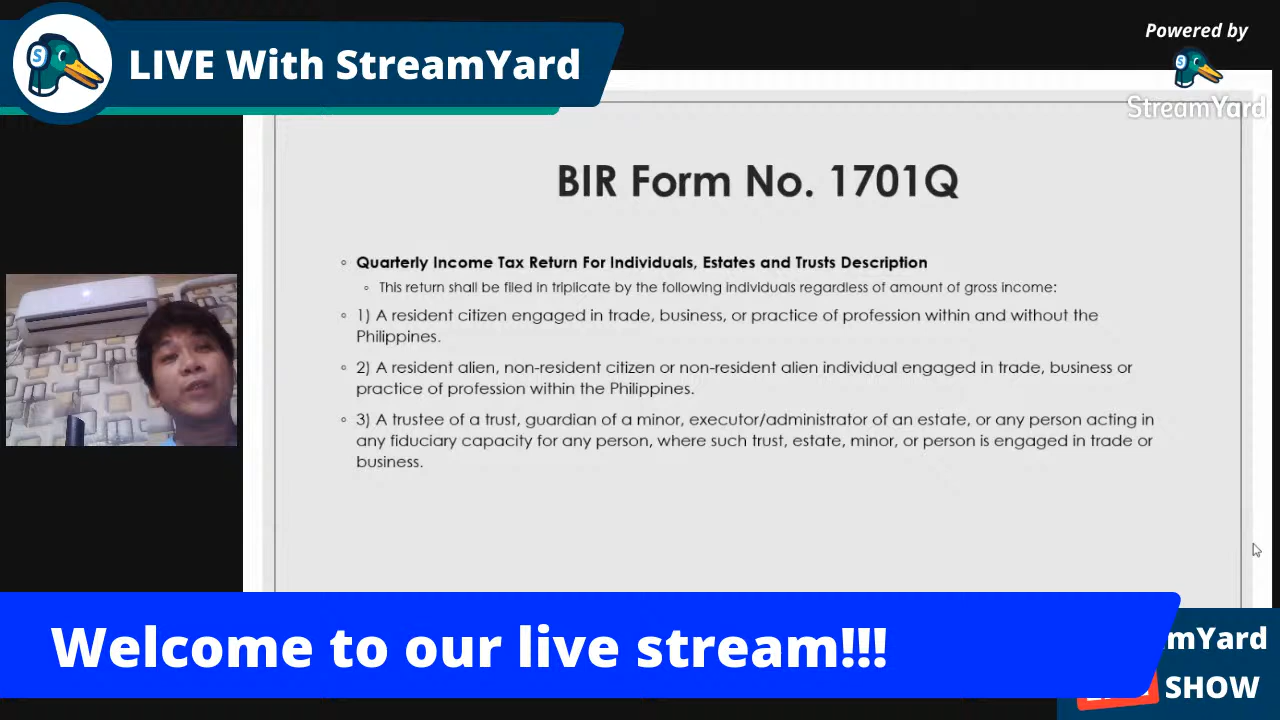 LIVE With StreamYard
Powered by
StreamYard
BIR Form No. 1701Q
Quarterly Income Tax Return For Individuals, Estates and Trusts Description
This return shall be filed in triplicate by the following individuals regardless of amount of gross income:
1) A resident citizen engaged in trade, business, or practice of profession within and without the
Philippines.
2) A resident alien, non-resident citizen or non-resident alien individual engaged in trade, business or
practice of profession within the Philippines.
3) A trustee of a trust, guardian of a minor, executor/administrator of an estate, or any person acting in
any fiduciary capacity for any person, where such trust, estate, minor, or person is engaged in trade or
business.
Welcome to our live stream!!!
mYard
SHOW